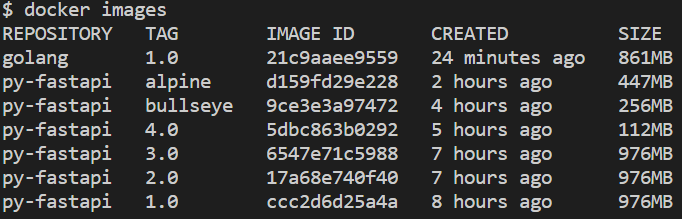 $ docker images
REPOSITORY TAG IMAGE ID CREATED SIZE
golang 1.0 21c9aaee9559 24 minutes ago 861MB
py-fastapi alpine d159fd29e228 2 hours ago 447MB
py-fastapi bullseye 9ce3e3a97472 4 hours ago 256MB
py-fastapi 4.0 5dbc863b0292 5 hours ago 112MB
py-fastapi 3.0 6547e71c5988 7 hours ago 976MB
py-fastapi 2.0 17a68e740f40 7 hours ago 976MB
py-fastapi 1.0 ccc2d6d25a4a 8 hours ago 976MB